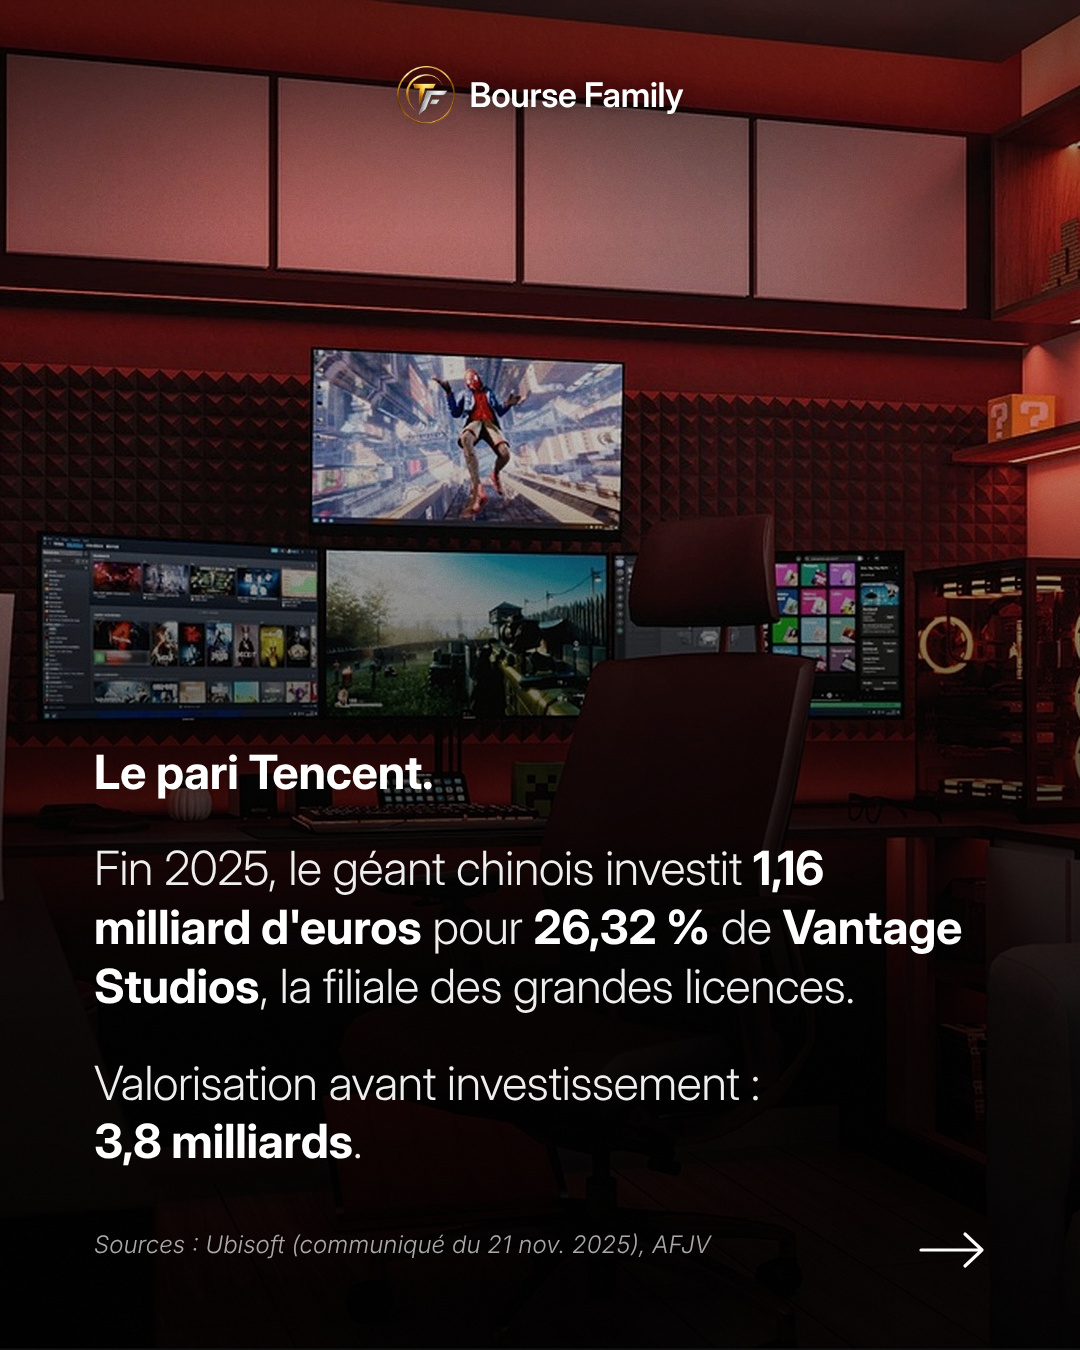 Bourse Family
Le pari Tencent.
Fin 2025, le géant chinois investit 1,16
milliard d'euros pour 26,32 % de Vantage
Studios, la filiale des grandes licences.
Valorisation avant investissement :
3,8 milliards.
Sources : Ubisoft (communiqué du 21 nov. 2025), AFJV